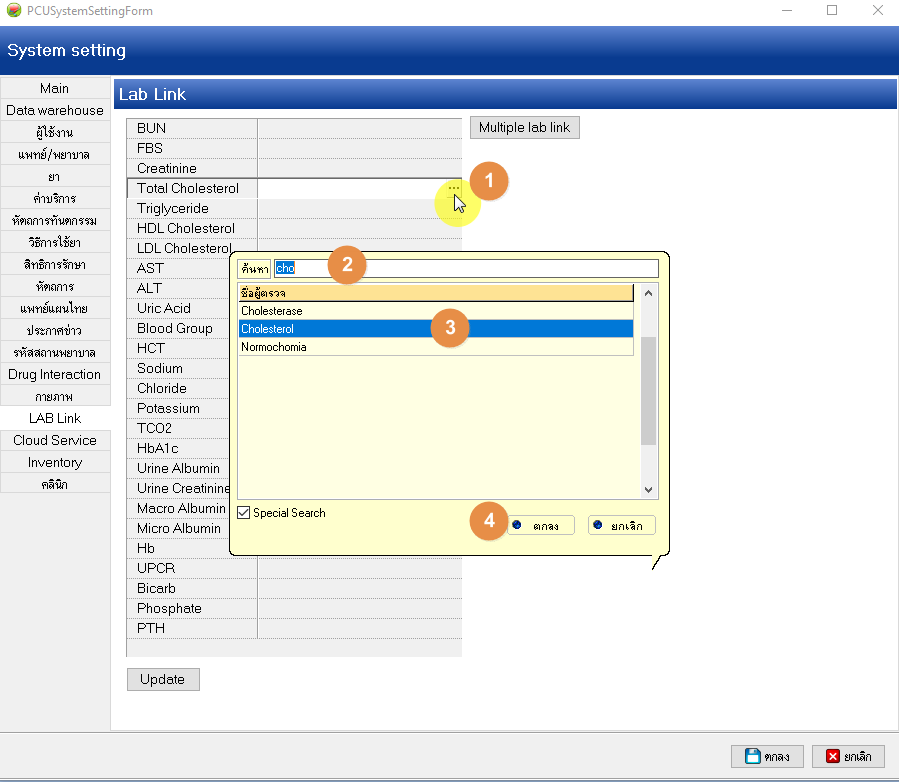 PCUSystemSettingForm
System setting
Main
Data warehouse
ผู้ใช้งาน
แพทย์/พยาบาล
ยา
ค่าบริการ
หัตถการทันตกรรม
วิธีการใช้ยา
สิทธิการรักษา
หัตถการ
แพทย์แผนไทย
ประกาศข่าว
รหัสสถานพยาบาล
Drug Interaction
กายภาพ
LAB Link
Cloud Service
Inventory
คลินิก
Lab Link
BUN
FBS
Creatinine
Total Cholesterol ...
Triglyceride
HDL Cholesterol
LDL Cholesterol
AST
ALT
Uric Acid
Blood Group
HCT
Sodium
Chloride
Potassium
TCO2
HbA1c
Urine Albumin
Urine Creatinine
Macro Albumin
Micro Albumin
Hb
UPCR
Bicarb
Phosphate
PTH
Multiple lab link
1
ค้นหา cho 2
ชื่อผู้ตรวจ
Cholesterase
Cholesterol 3
Normochomia
Special Search
4 ตกลง ยกเลิก
Update
ตกลง ยกเลิก